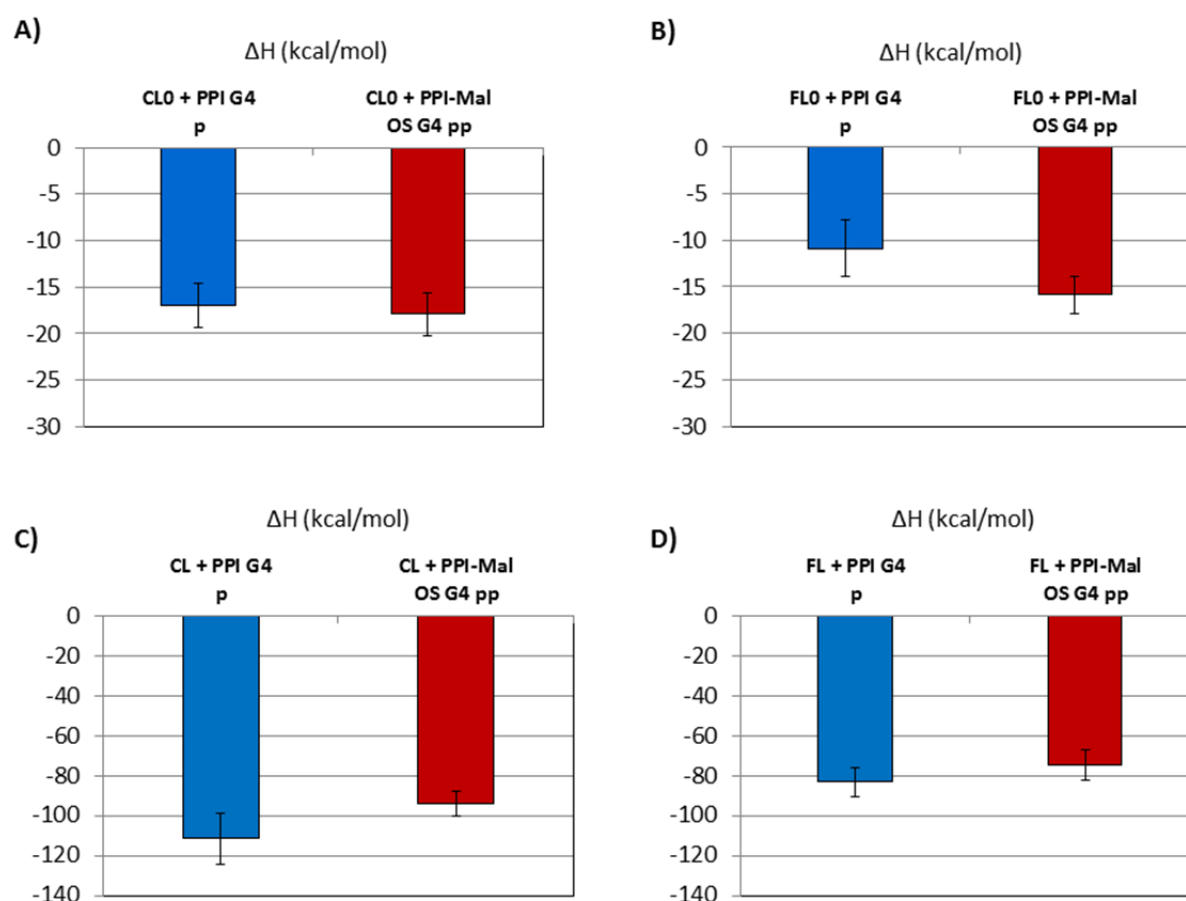 A)
ΔH (kcal/mol)
CL0 + PPI G4
p
CL0 + PPI-Mal
OS G4 pp
0
-5
-10
-15
-20
-25
-30
B)
ΔH (kcal/mol)
FL0 + PPI G4
p
FL0 + PPI-Mal
OS G4 pp
0
-5
-10
-15
-20
-25
-30
C)
ΔH (kcal/mol)
CL + PPI G4
p
CL + PPI-Mal
OS G4 pp
0
-20
-40
-60
-80
-100
-120
-140
D)
ΔH (kcal/mol)
FL + PPI G4
p
FL + PPI-Mal
OS G4 pp
0
-20
-40
-60
-80
-100
-120
-140